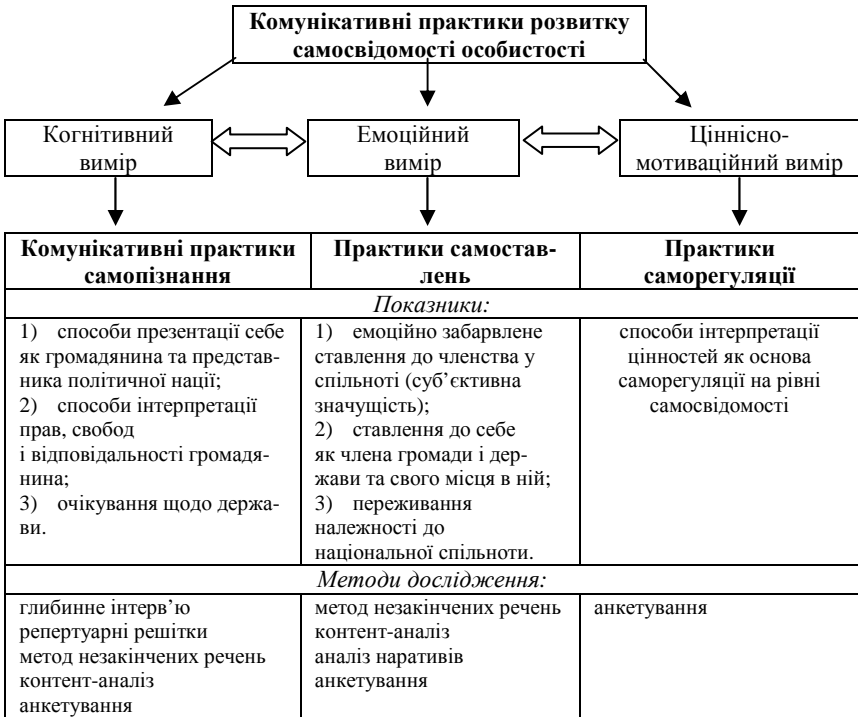 Комунікативні практики розвитку
самосвідомості особистості
Когнітивний
вимір
Емоційний
вимір
Ціннісно-
мотиваційний вимір
Комунікативні практики
самопізнання
Практики самостав-
лень
Практики
саморегуляції
Показники:
1) способи презентації себе
як громадянина та представ-
ника політичної нації;
2) способи інтерпретації
прав, свобод
і відповідальності громадя-
нина;
3) очікування щодо держа-
ви.
1) емоційно забарвлене
ставлення до членства у
спільноті (суб’єктивна
значущість);
2) ставлення до себе
як члена громади і дер-
жави та свого місця в ній;
3) переживання
належності до
національної спільноти.
способи інтерпретації
цінностей як основа
саморегуляції на рівні
самосвідомості
Методи дослідження:
глибинне інтерв’ю
репертуарні решітки
метод незакінчених речень
контент-аналіз
анкетування
метод незакінчених речень
контент-аналіз
аналіз наративів
анкетування
анкетування